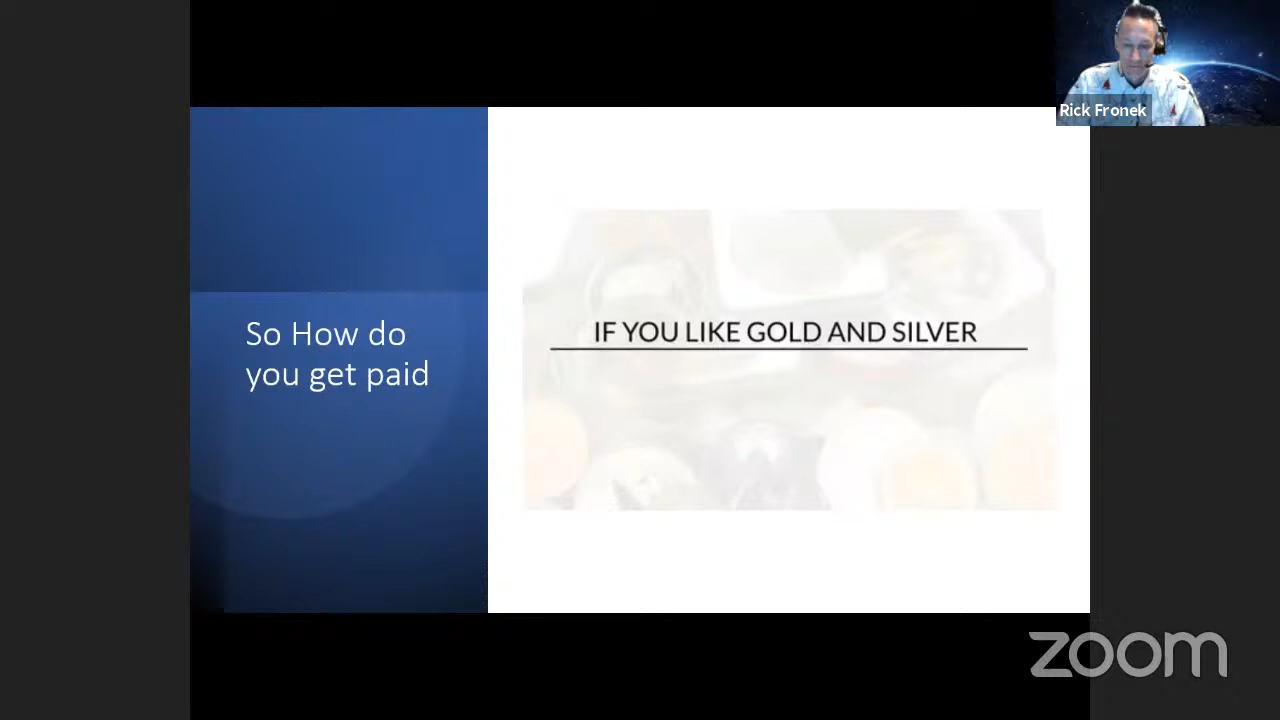 Rick Fronek
So How do
you get paid
IF YOU LIKE GOLD AND SILVER
zoom